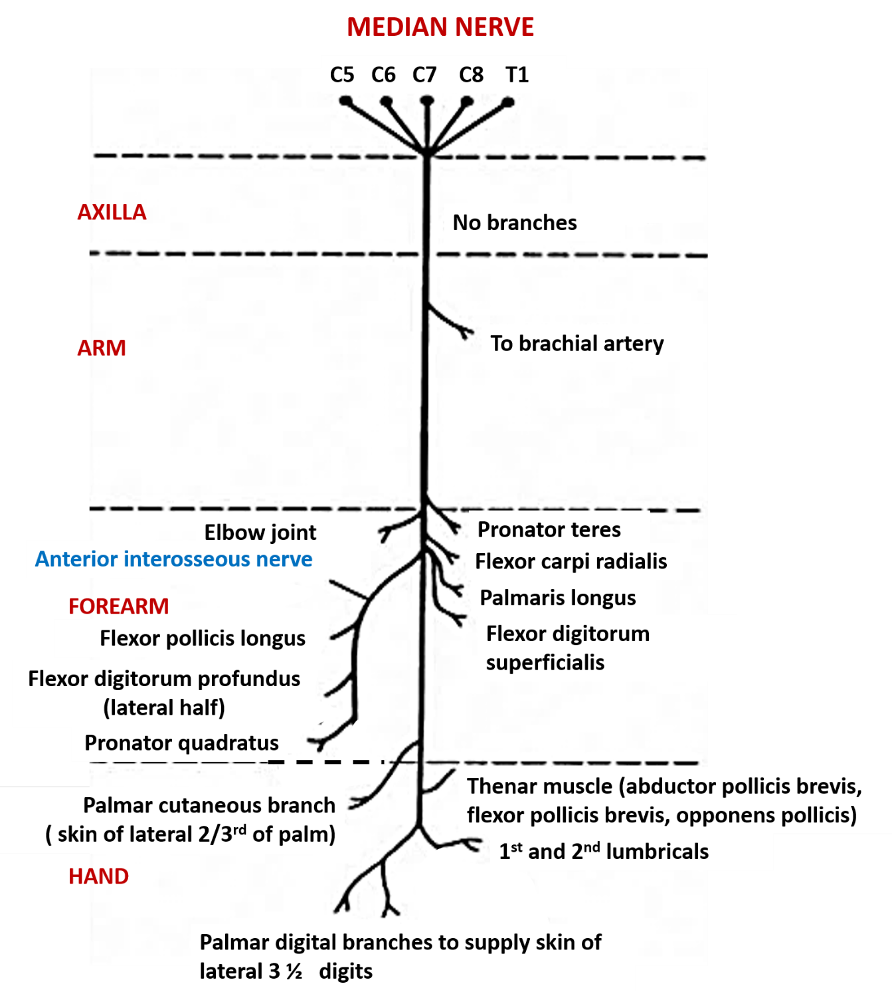 MEDIAN NERVE
C5 C6 C7 C8 T1
AXILLA
No branches
ARM
To brachial artery
Elbow joint
Pronator teres
Anterior interosseous nerve
Flexor carpi radialis
Palmaris longus
FOREARM
Flexor pollicis longus
Flexor digitorum
superficialis
Flexor digitorum profundus
(lateral half)
Pronator quadratus
Thenar muscle (abductor pollicis brevis,
flexor pollicis brevis, opponens pollicis)
Palmar cutaneous branch
( skin of lateral 2/3rd of palm)
1st and 2nd lumbricals
HAND
Palmar digital branches to supply skin of
lateral 3 ½ digits